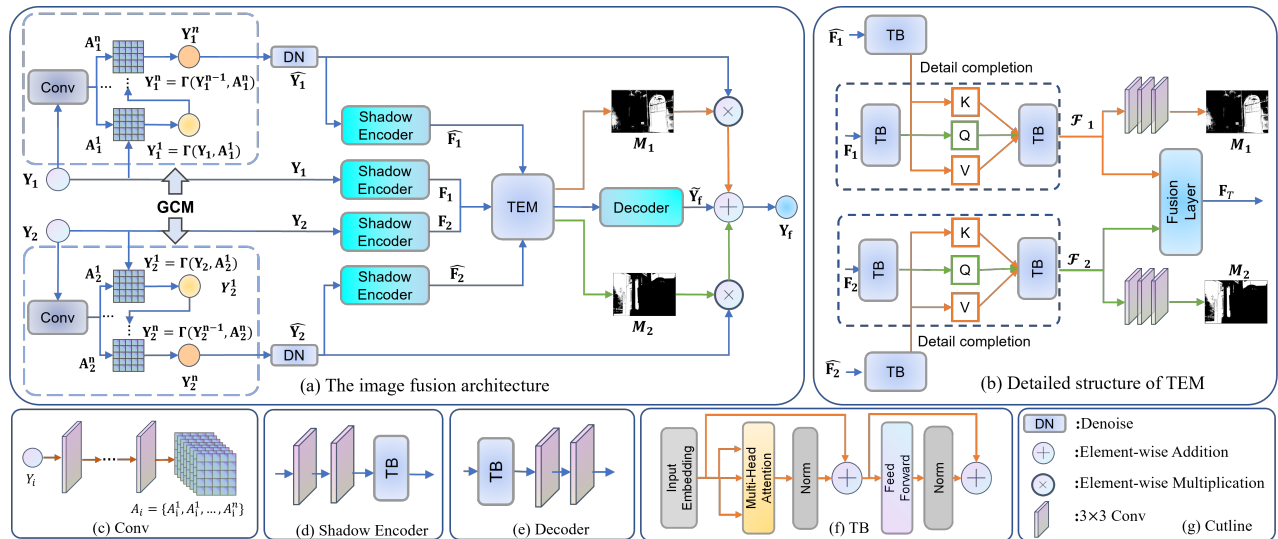 A₁ⁿ
Y₁ⁿ
Conv
...
Y₁ⁿ = Γ(Y₁ⁿ⁻¹, A₁ⁿ)
A₁¹
Y₁¹ = Γ(Y₁, A₁¹)
Y₁
GCM
Y₂
Y₂¹ = Γ(Y₂, A₂¹)
A₂¹
Y₂¹
Conv
...
Y₂ⁿ = Γ(Y₂ⁿ⁻¹, A₂ⁿ)
A₂ⁿ
Y₂ⁿ
DN
Ŷ₁
Shadow
Encoder
F̂₁
Y₁
Shadow
Encoder
F₁
Y₂
Shadow
Encoder
F₂
Shadow
Encoder
F̂₂
Ŷ₂
DN
TEM
M₁
Decoder
Ỹf
Yf
M₂
(a) The image fusion architecture
F̂₁
TB
Detail completion
F₁
TB
K
Q
V
TB
ℱ 1
M₁
Fusion
Layer
F_T
F₂
TB
K
Q
V
TB
ℱ 2
M₂
Detail completion
F̂₂
TB
(b) Detailed structure of TEM
Yᵢ
...
Aᵢ = {Aᵢ¹, Aᵢ¹, ..., Aᵢⁿ}
(c) Conv
TB
(d) Shadow Encoder
TB
(e) Decoder
Input
Embedding
Multi-Head
Attention
Norm
Feed
Forward
Norm
(f) TB
DN :Denoise
:Element-wise Addition
:Element-wise Multiplication
:3×3 Conv
(g) Cutline